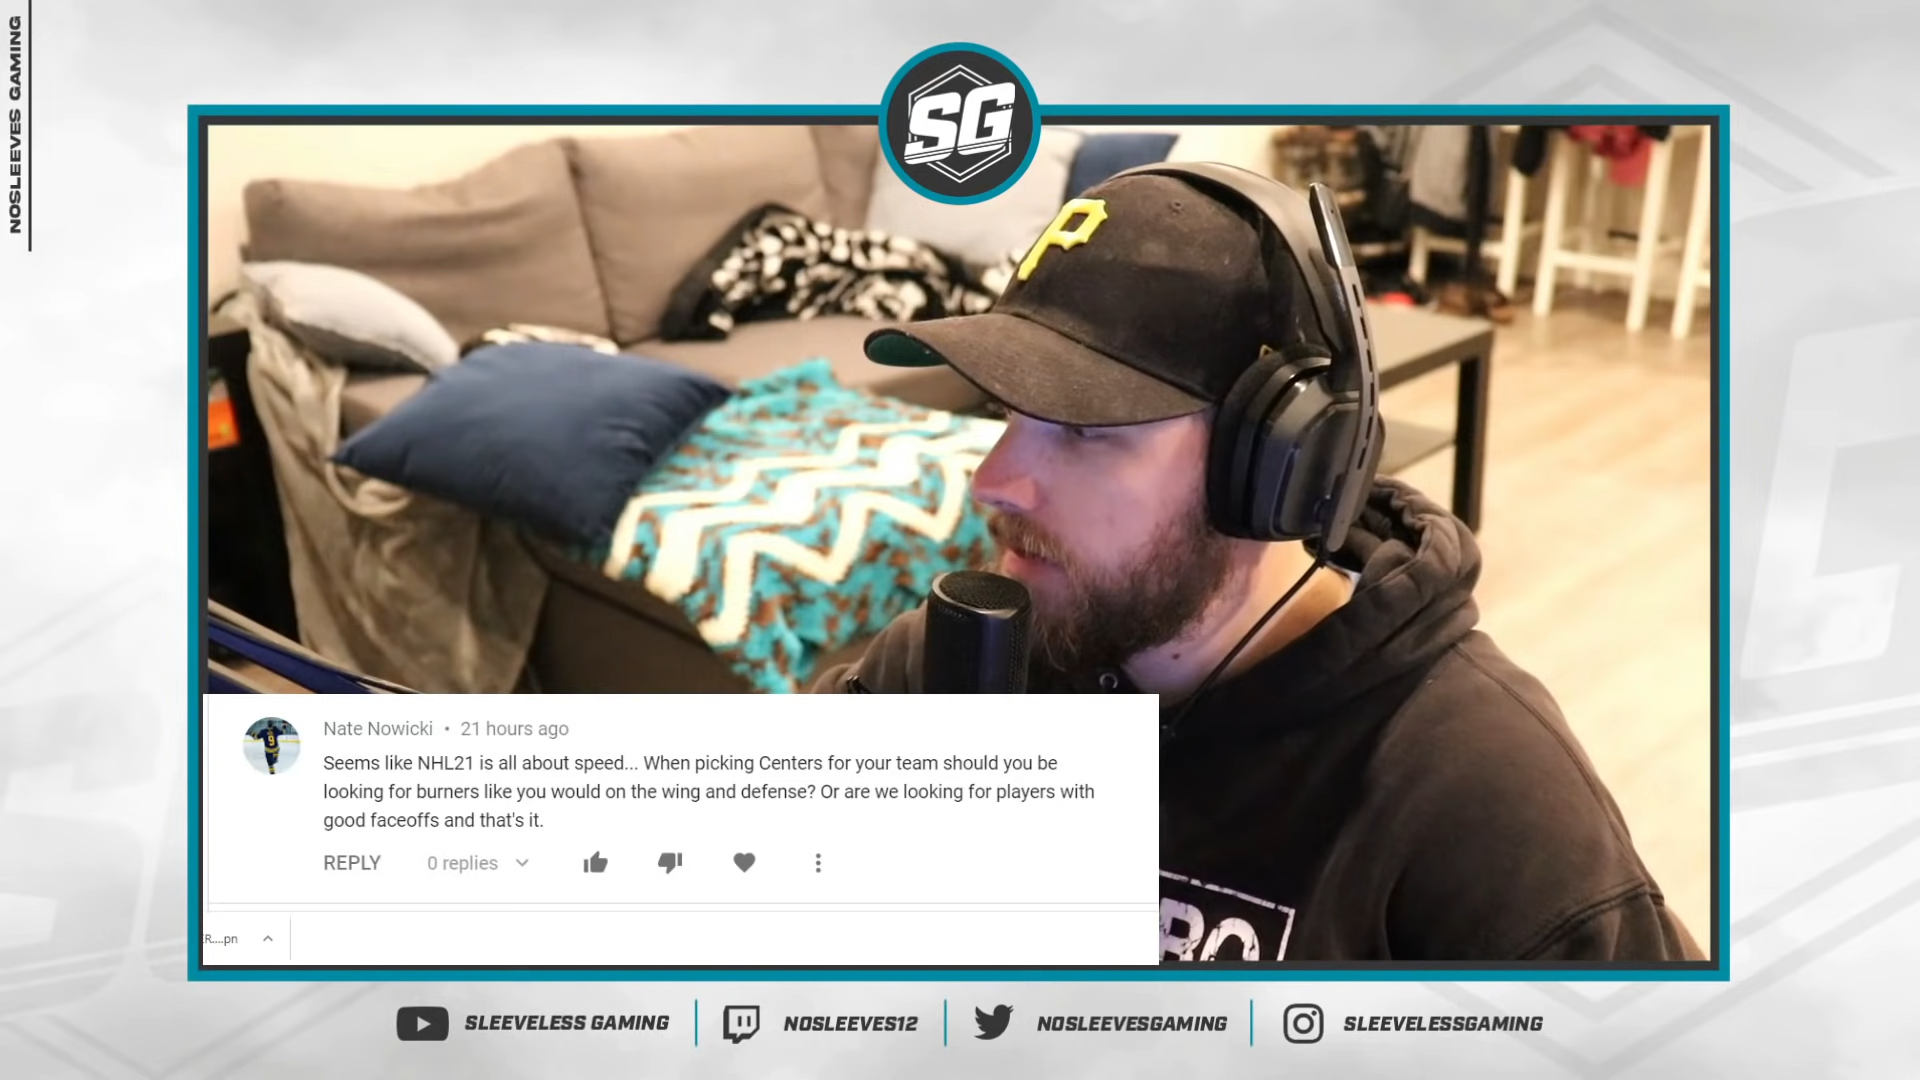 NOSLEEVES GAMING
SG
P
Nate Nowicki • 21 hours ago
Seems like NHL21 is all about speed... When picking Centers for your team should you be
looking for burners like you would on the wing and defense? Or are we looking for players with
good faceoffs and that's it.
REPLY 0 replies
R....pn
SLEEVELESS GAMING NOSLEEVES12 NOSLEEVESGAMING SLEEVELESSGAMING